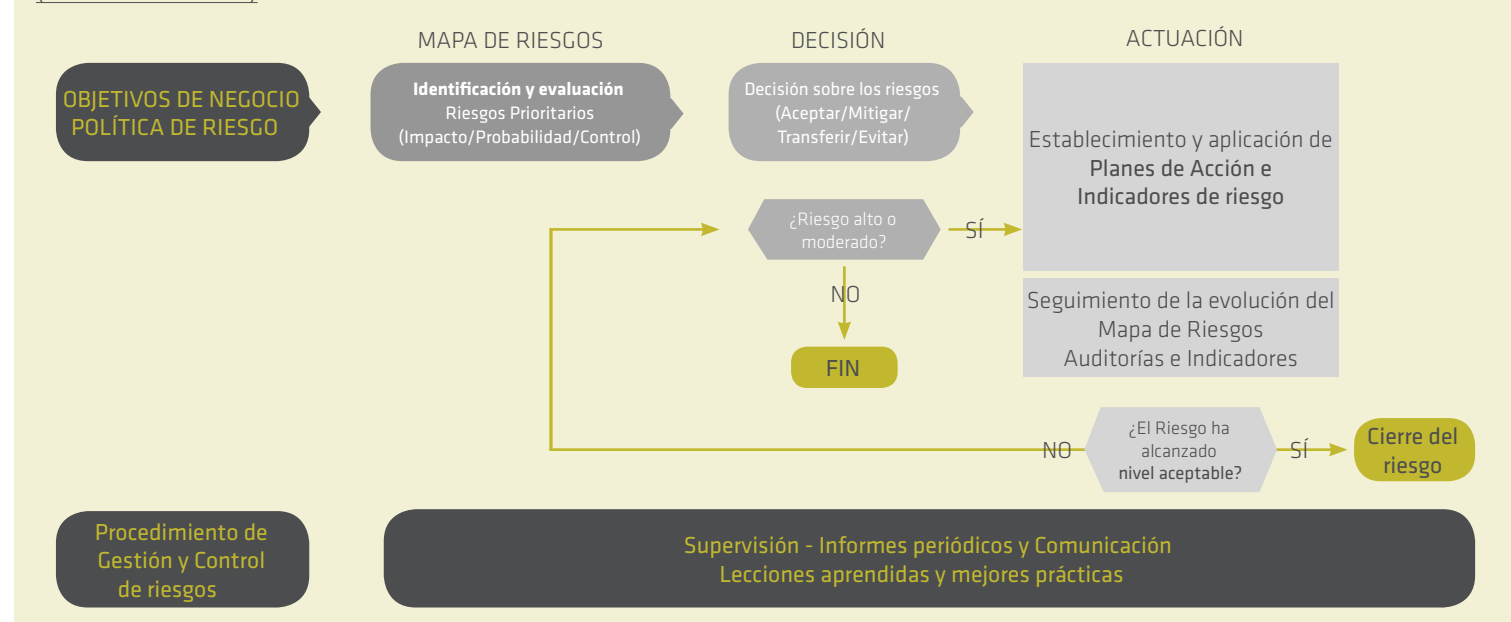 MAPA DE RIESGOS
DECISIÓN
ACTUACIÓN
OBJETIVOS DE NEGOCIO
POLÍTICA DE RIESGO
Identificación y evaluación
Riesgos Prioritarios
(Impacto/Probabilidad/Control)
Decisión sobre los riesgos
(Aceptar/Mitigar/
Transferir/Evitar)
Establecimiento y aplicación de
Planes de Acción e
Indicadores de riesgo
¿Riesgo alto o
moderado?
SÍ
NO
FIN
Seguimiento de la evolución del
Mapa de Riesgos
Auditorías e Indicadores
NO
¿El Riesgo ha
alcanzado
nivel aceptable?
SÍ
Cierre del
riesgo
Procedimiento de
Gestión y Control
de riesgos
Supervisión - Informes periódicos y Comunicación
Lecciones aprendidas y mejores prácticas